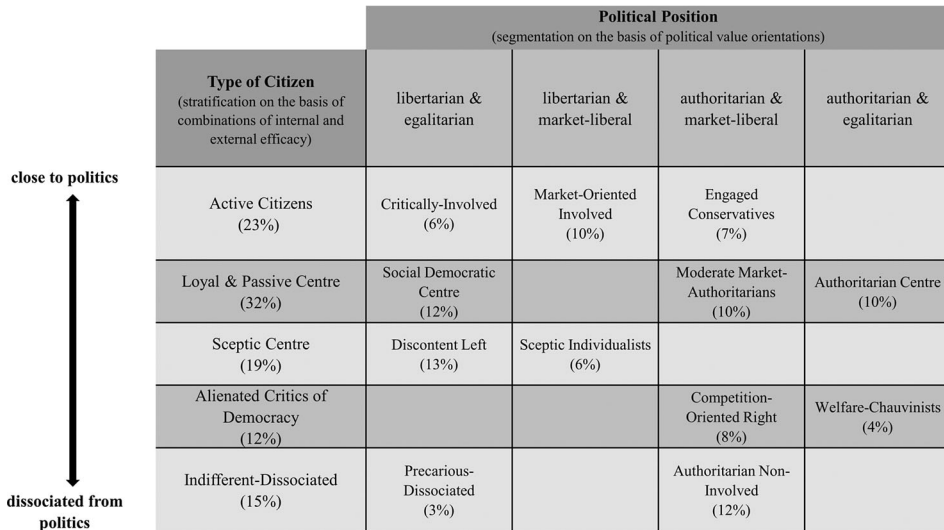 Political Position
(segmentation on the basis of political value orientations)
Type of Citizen
(stratification on the basis of
combinations of internal and
external efficacy)
libertarian &
egalitarian
libertarian &
market-liberal
authoritarian &
market-liberal
authoritarian &
egalitarian
close to politics
Active Citizens
(23%)
Critically-Involved
(6%)
Market-Oriented
Involved
(10%)
Engaged
Conservatives
(7%)
Loyal & Passive Centre
(32%)
Social Democratic
Centre
(12%)
Moderate Market-
Authoritarians
(10%)
Authoritarian Centre
(10%)
Sceptic Centre
(19%)
Discontent Left
(13%)
Sceptic Individualists
(6%)
Alienated Critics of
Democracy
(12%)
Competition-
Oriented Right
(8%)
Welfare-Chauvinists
(4%)
Indifferent-Dissociated
(15%)
Precarious-
Dissociated
(3%)
Authoritarian Non-
Involved
(12%)
dissociated from
politics